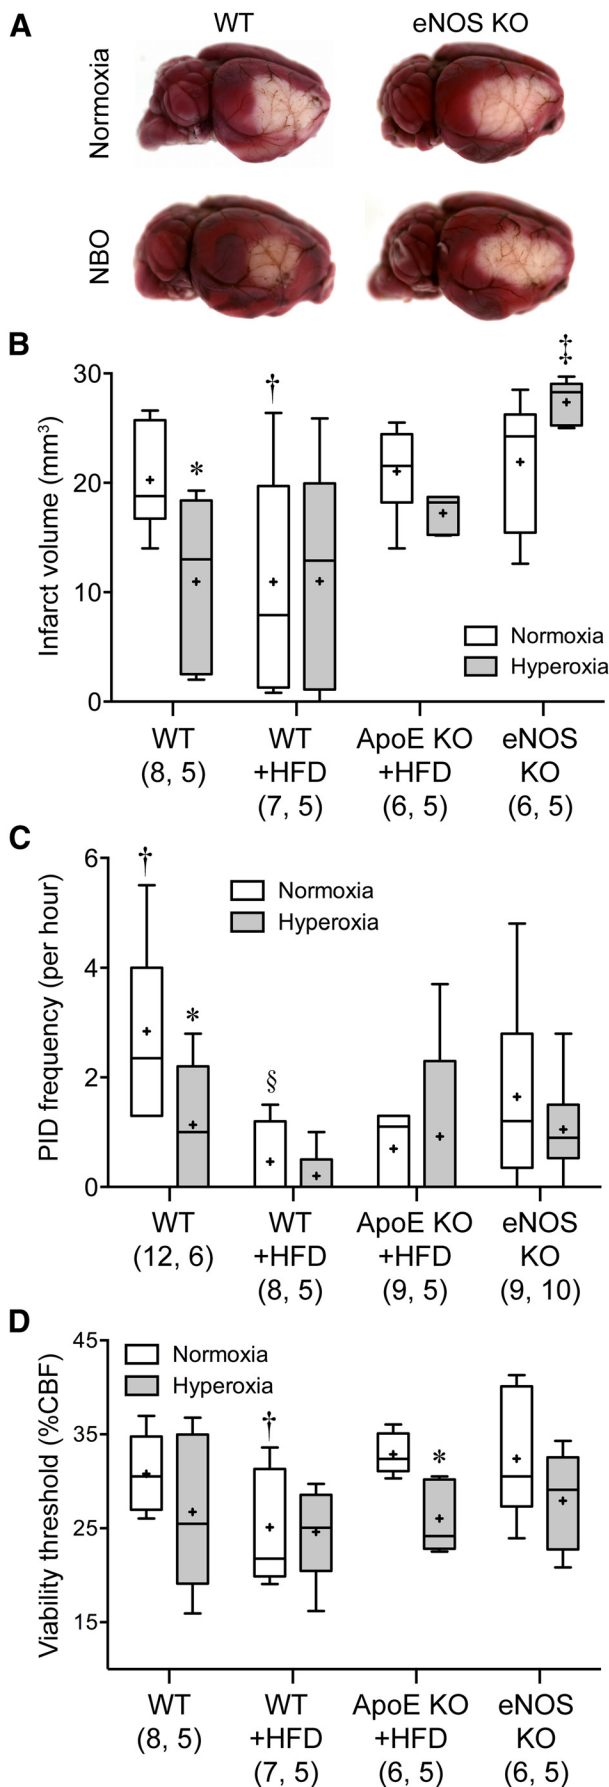 A
WT eNOS KO
Normoxia
NBO
B
‡
†
*
30
20
10
0
Infarct volume (mm³)
Normoxia
Hyperoxia
WT WT ApoE KO eNOS
(8, 5) +HFD +HFD KO
(7, 5) (6, 5) (6, 5)
C
†
*
§
6
4
2
0
PID frequency (per hour)
Normoxia
Hyperoxia
WT WT ApoE KO eNOS
(12, 6) +HFD +HFD KO
(8, 5) (9, 5) (9, 10)
D
45
35
25
15
Viability threshold (%CBF)
Normoxia
Hyperoxia
†
*
WT WT ApoE KO eNOS
(8, 5) +HFD +HFD KO
(7, 5) (6, 5) (6, 5)